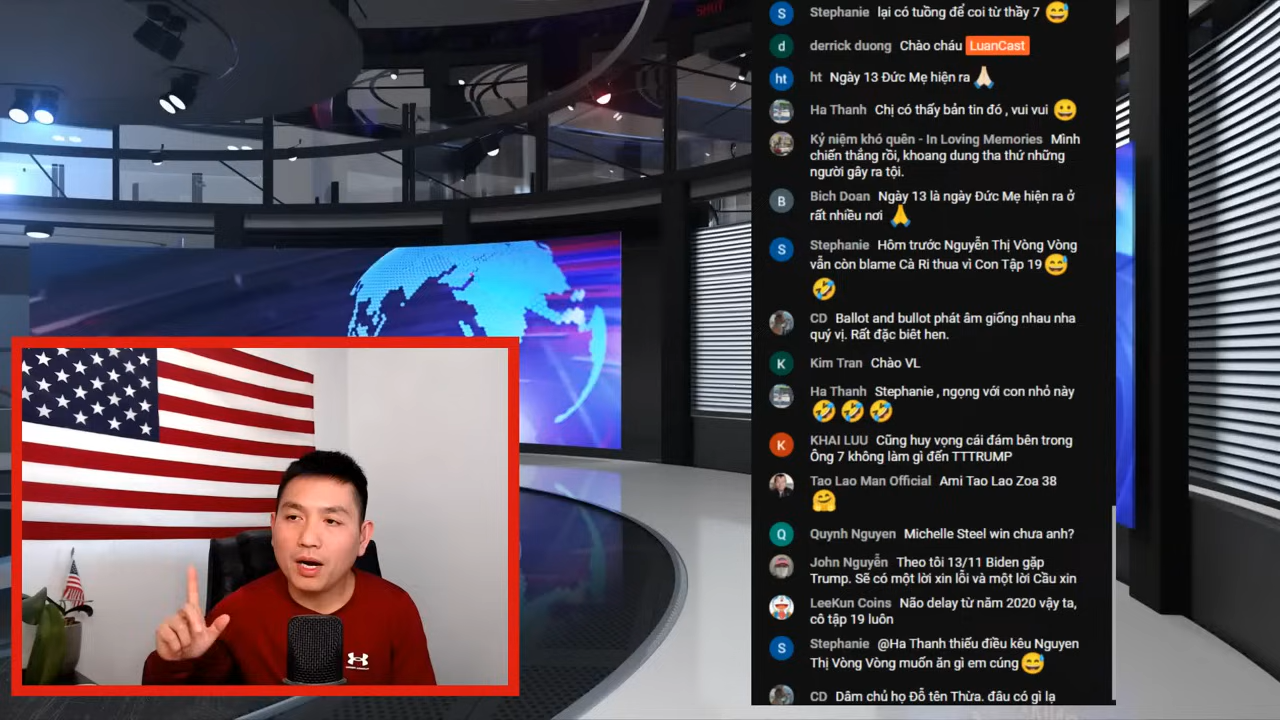 SHUT
Stephanie lại có tuồng để coi từ thầy 7 😅
derrick duong Chào cháu LuanCast
ht Ngày 13 Đức Mẹ hiện ra 🙏🏻
Ha Thanh Chị có thấy bản tin đó , vui vui 😀
Kỷ niệm khó quên - In Loving Memories Mình
chiến thắng rồi, khoang dung tha thứ những
người gây ra tội.
Bich Doan Ngày 13 là ngày Đức Mẹ hiện ra ở
rất nhiều nơi 🙏
Stephanie Hôm trước Nguyễn Thị Vòng Vòng
vẫn còn blame Cà Ri thua vì Con Tập 19 😅
🤣
CD Ballot and bullot phát âm giống nhau nha
quý vị. Rất đặc biêt hen.
Kim Tran Chào VL
Ha Thanh Stephanie , ngọng với con nhỏ này
🤣🤣🤣
KHAI LUU Cũng huy vọng cái đám bên trong
Ông 7 không làm gì đến TTTRUMP
Tao Lao Man Official Ami Tao Lao Zoa 38
🤗
Quynh Nguyen Michelle Steel win chưa anh?
John Nguyễn Theo tôi 13/11 Biden gặp
Trump. Sẽ có một lời xin lỗi và một lời Cầu xin
LeeKun Coins Não delay từ năm 2020 vậy ta,
cô tập 19 luôn
Stephanie @Ha Thanh thiếu điều kêu Nguyen
Thị Vòng Vòng muốn ăn gì em cúng 😅
CD Dâm chủ họ Đỗ tên Thừa. đâu có gì lạ
S
d
ht
B
S
K
K
Q
S
UNDER ARMOUR